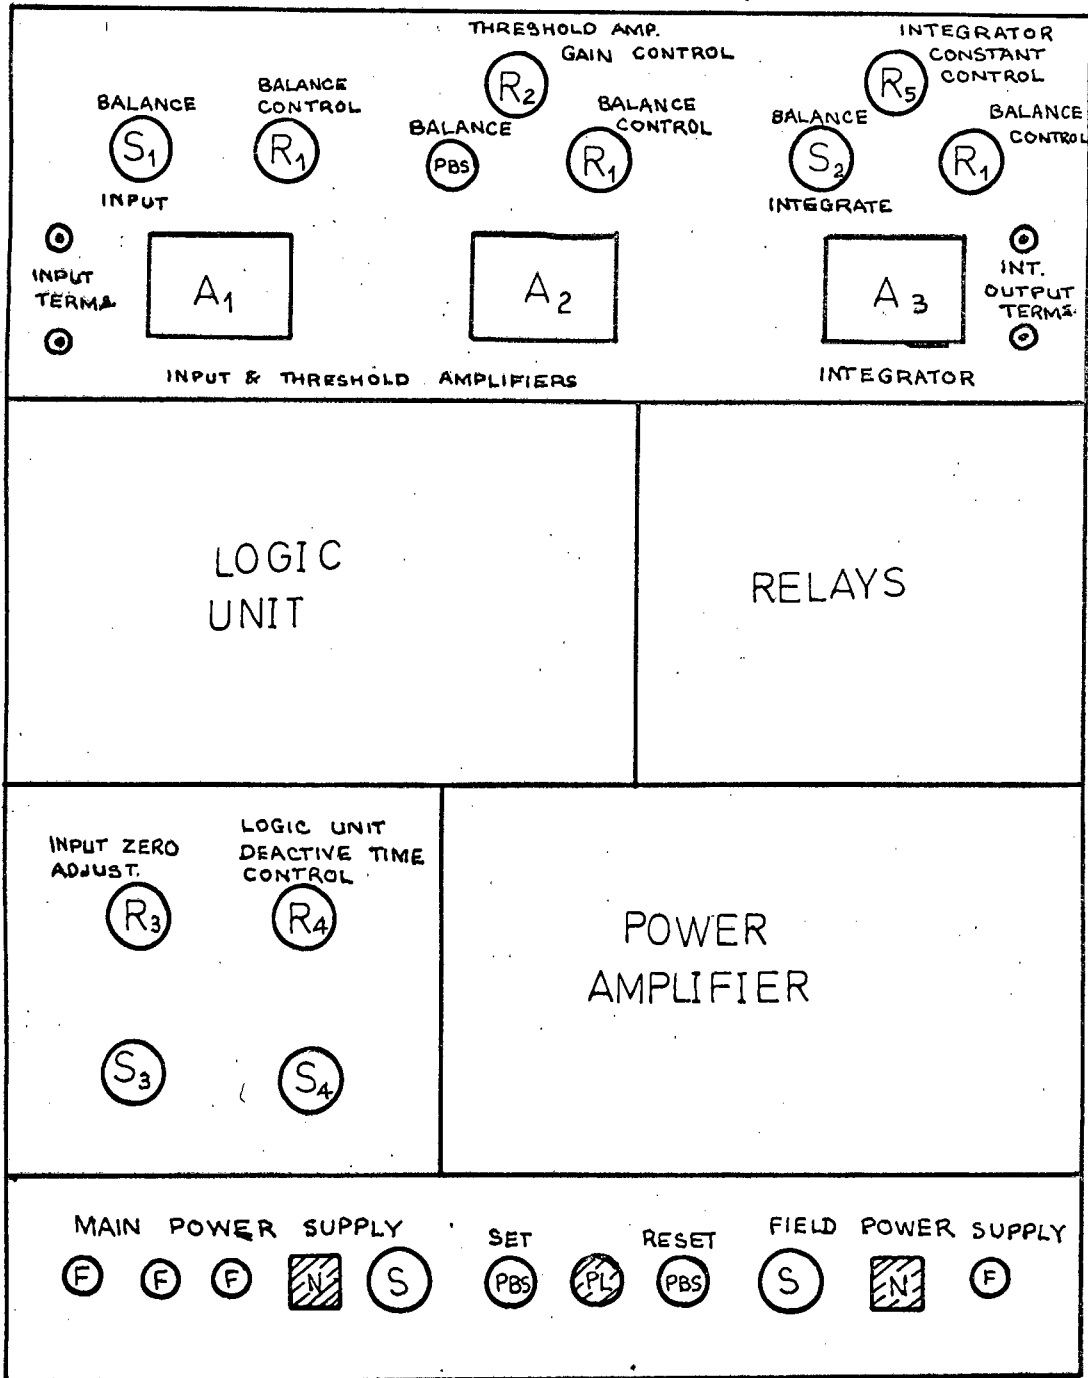 THRESHOLD AMP.
GAIN CONTROL
R2
INTEGRATOR
CONSTANT
CONTROL
R5
BALANCE
S1
INPUT
BALANCE
CONTROL
R1
BALANCE
PBS
BALANCE
CONTROL
R1
BALANCE
S2
INTEGRATE
BALANCE
CONTROL
R1
INPUT
TERMS
A1
A2
A3
INT.
OUTPUT
TERMS.
INPUT & THRESHOLD AMPLIFIERS
INTEGRATOR
LOGIC
UNIT
RELAYS
INPUT ZERO
ADJUST.
R3
LOGIC UNIT
DEACTIVE TIME
CONTROL
R4
S3
S4
POWER
AMPLIFIER
MAIN POWER SUPPLY
SET
RESET
FIELD POWER SUPPLY
F F F N S PBS PL PBS S N F